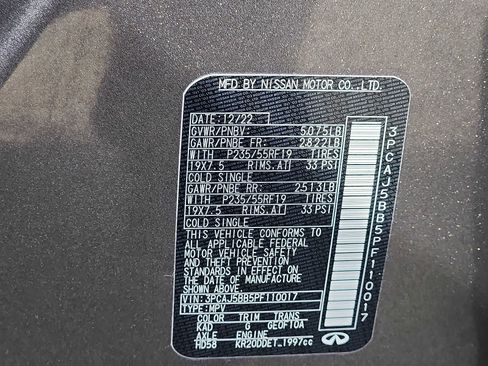 MFD BY NISSAN MOTOR CO.,LTD.
DATE: 12/22
GVWR/PNBV: 5075LB
GAWR/PNBE FR: 2822LB
WITH P235/55RF19 TIRES
19X7.5 RIMS.AT 33 PSI
COLD SINGLE
GAWR/PNBE RR: 2513LB
WITH P235/55RF19 TIRES
19X7.5 RIMS.AT 33 PSI
COLD SINGLE
THIS VEHICLE CONFORMS TO
ALL APPLICABLE FEDERAL
MOTOR VEHICLE SAFETY
AND THEFT PREVENTION
STANDARDS IN EFFECT ON
THE DATE OF MANUFACTURE
SHOWN ABOVE.
VIN: 3PCAJ5BB5PF110017
TYPE: MPV
COLOR TRIM TRANS
KAD G GE0F10A
AXLE ENGINE
HD58 KR20DDET 1997cc
3PCAJ5BB5PF110017